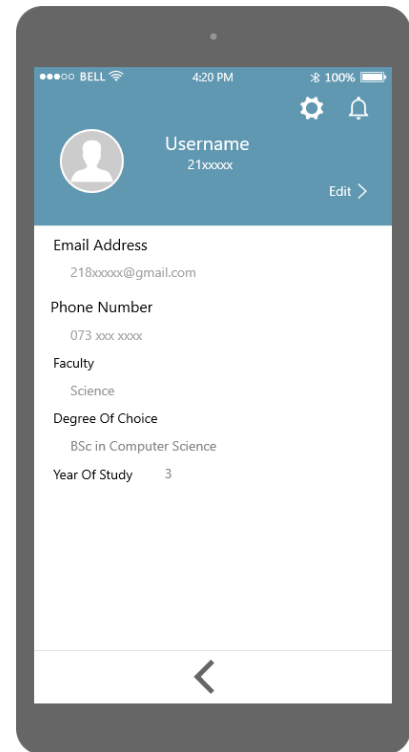 BELL 4:20 PM 100%
Username
21xxxxx
Edit
Email Address
218xxxxx@gmail.com
Phone Number
073 xxx xxxx
Faculty
Science
Degree Of Choice
BSc in Computer Science
Year Of Study 3